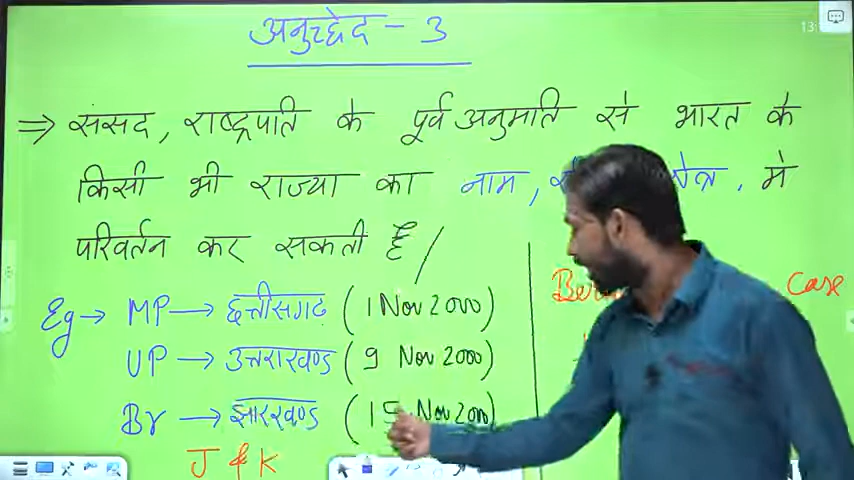 अनुच्छेद - 3
⇒ संसद, राष्ट्रपति के पूर्व अनुमति से भारत के
किसी भी राज्या का नाम, में
परिवर्तन कर सकती है /
Eg → MP → छत्तीसगढ (1 Nov 2000)
UP → उत्तराखण्ड (9 Nov 2000)
Br → झारखण्ड (15 Nov 2000)
J & K
Case